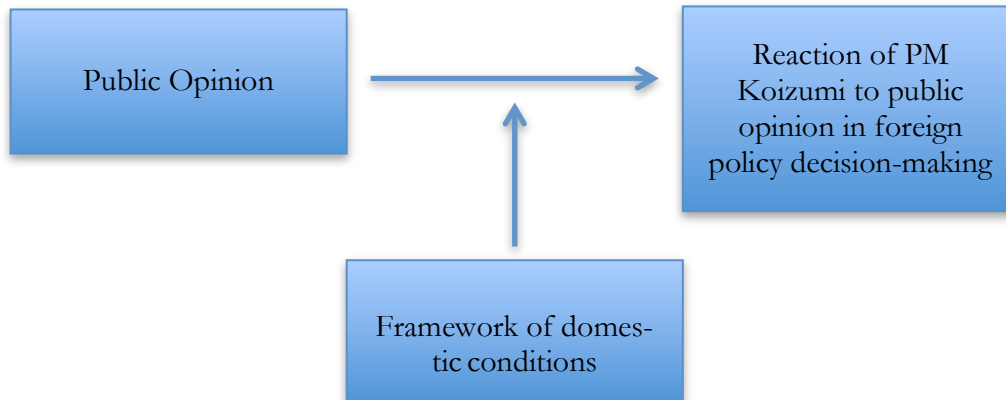 Public Opinion
Reaction of PM
Koizumi to public
opinion in foreign
policy decision-making
Framework of domes-
tic conditions